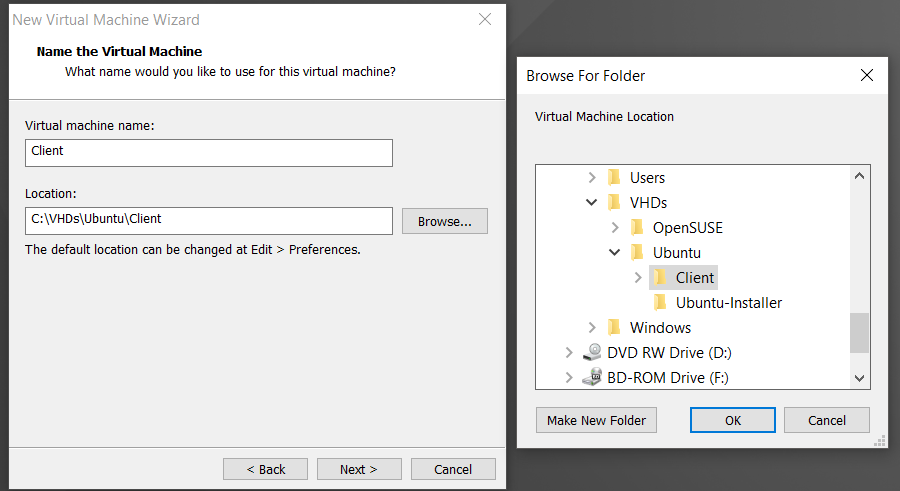 New Virtual Machine Wizard
Name the Virtual Machine
What name would you like to use for this virtual machine?
Virtual machine name:
Client
Location:
C:\VHDs\Ubuntu\Client
Browse...
The default location can be changed at Edit > Preferences.
< Back
Next >
Cancel
Browse For Folder
Virtual Machine Location
Users
VHDs
OpenSUSE
Ubuntu
Client
Ubuntu-Installer
Windows
DVD RW Drive (D:)
BD-ROM Drive (F:)
Make New Folder
OK
Cancel